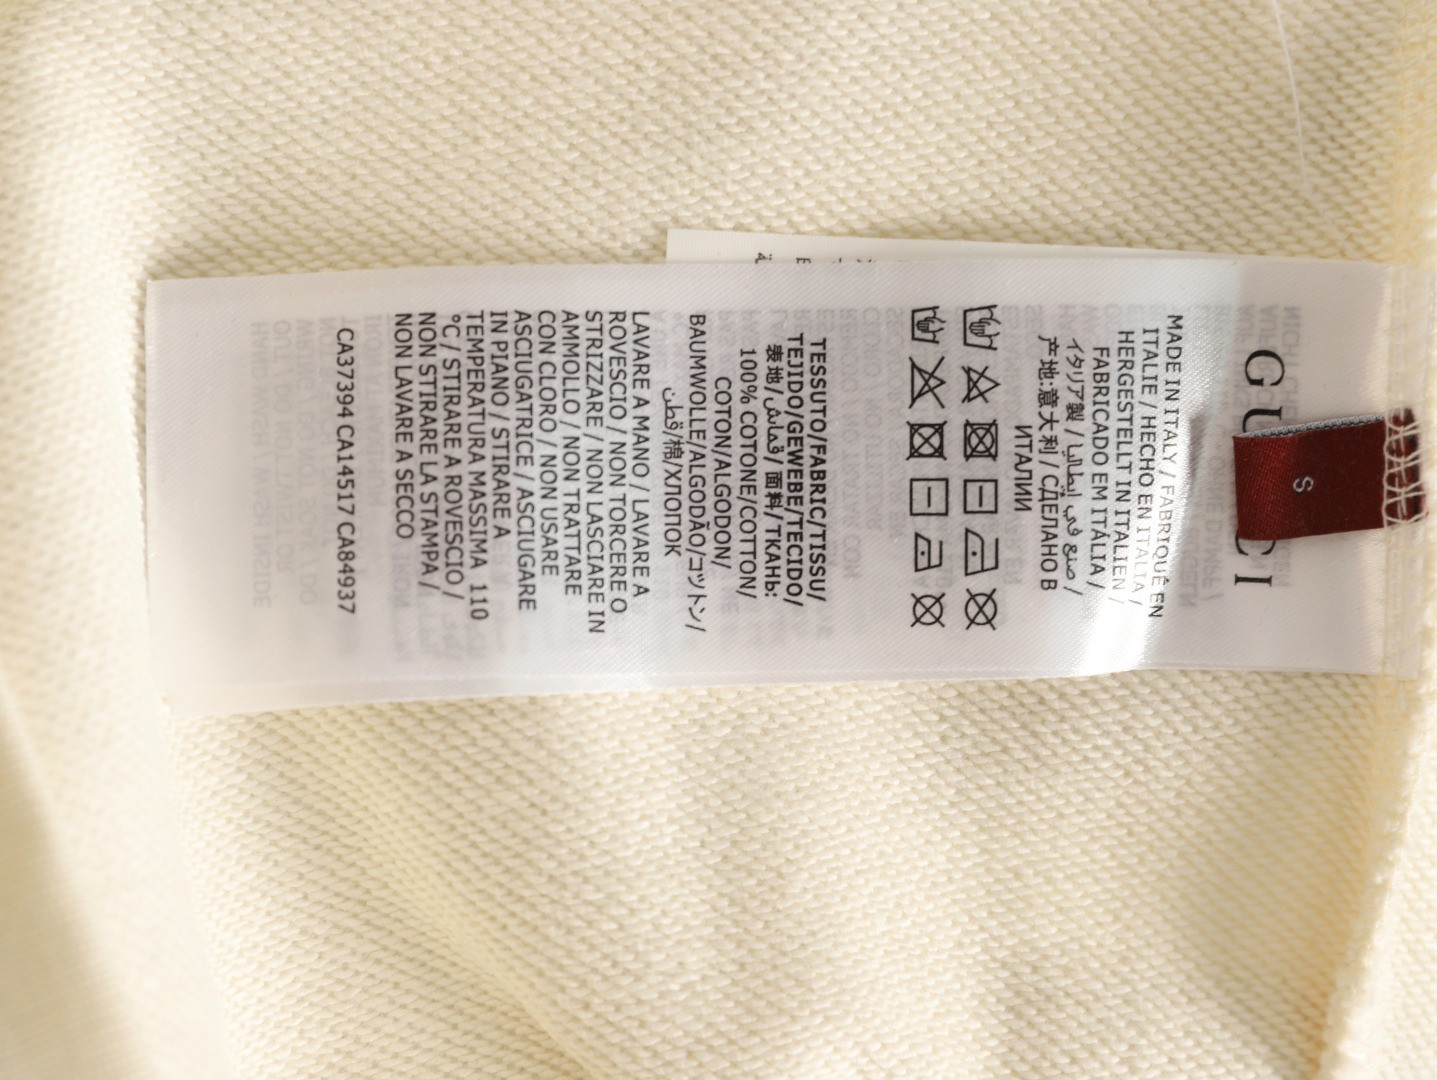 GUCCI
S
MADE IN ITALY / FABRIQUÉ EN
ITALIE / HECHO EN ITALIA /
HERGESTELLT IN ITALIEN /
FABRICADO EM ITÁLIA /
イタリア製 / صنع في ايطاليا /
产地:意大利 / СДЕЛАНО В
ИТАЛИИ
TESSUTO/FABRIC/TISSU/
TEJIDO/GEWEBE/TECIDO/
表地/قماش/ 面料/ ТКАНЬ:
100% COTONE/COTTON/
COTON/ALGODON/
BAUMWOLLE/ALGODÃO/コットン/
قطن/棉/ХЛОПОК
LAVARE A MANO / LAVARE A
ROVESCIO / NON TORCERE O
STRIZZARE / NON LASCIARE IN
AMMOLLO / NON TRATTARE
CON CLORO / NON USARE
ASCIUGATRICE / ASCIUGARE
IN PIANO / STIRARE A
TEMPERATURA MASSIMA 110
°C / STIRARE A ROVESCIO /
NON STIRARE LA STAMPA /
NON LAVARE A SECCO
CA37394 CA14517 CA84937